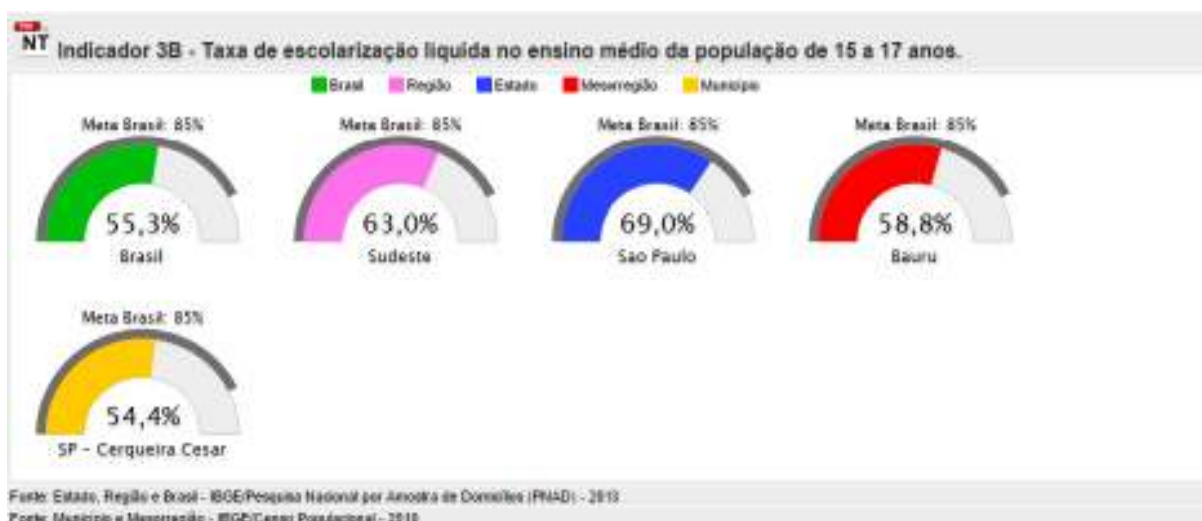 NT Indicador 3B - Taxa de escolarização líquida no ensino médio da população de 15 a 17 anos.
Brasil Região Estado Mesorregião Município
Meta Brasil: 85% Meta Brasil: 85% Meta Brasil: 85% Meta Brasil: 85%
55,3% 63,0% 69,0% 58,8%
Brasil Sudeste Sao Paulo Bauru
Meta Brasil: 85%
54,4%
SP - Cerqueira Cesar
Fonte: Estado, Região e Brasil - IBGE/Pesquisa Nacional por Amostra de Domicílios (PNAD) - 2013
Fonte: Município e Mesorregião - IBGE/Censo Populacional - 2010